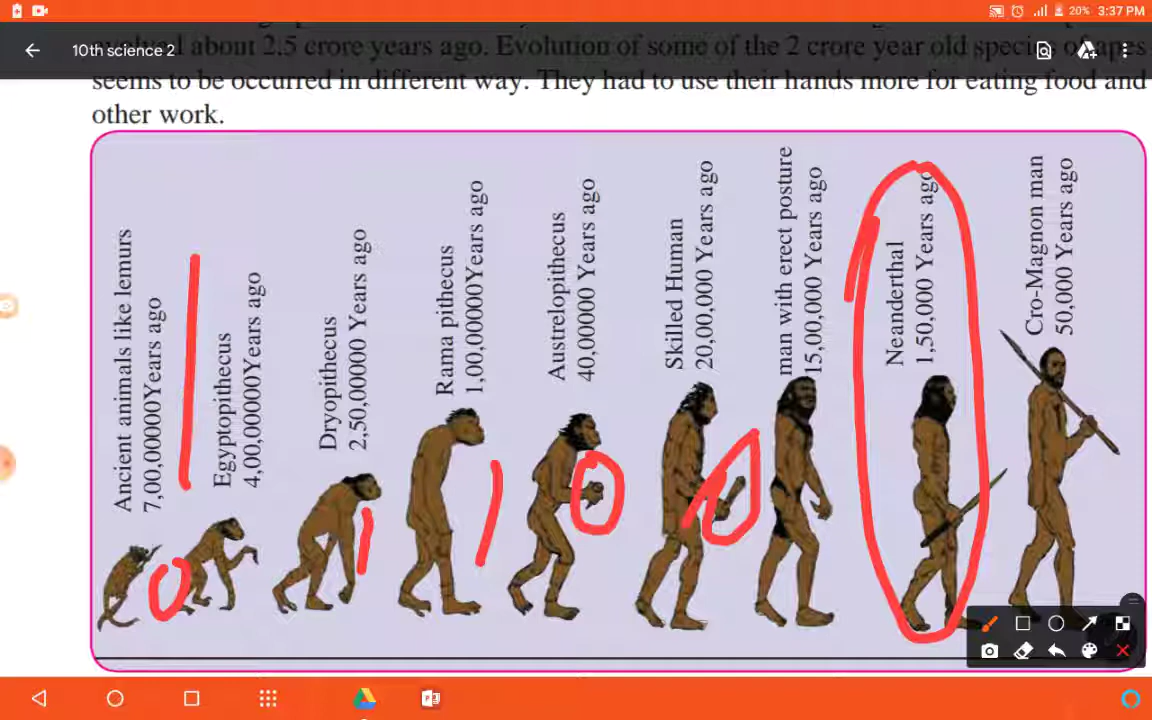 20% 3:37 PM
10th science 2
evolved about 2.5 crore years ago. Evolution of some of the 2 crore year old species of apes
seems to be occurred in different way. They had to use their hands more for eating food and
other work.
Ancient animals like lemurs
7,00,00000Years ago
Egyptopithecus
4,00,00000Years ago
Dryopithecus
2,50,00000 Years ago
Rama pithecus
1,00,00000Years ago
Austrelopithecus
40,00000 Years ago
Skilled Human
20,00,000 Years ago
man with erect posture
15,00,000 Years ago
Neanderthal
1,50,000 Years ago
Cro-Magnon man
50,000 Years ago